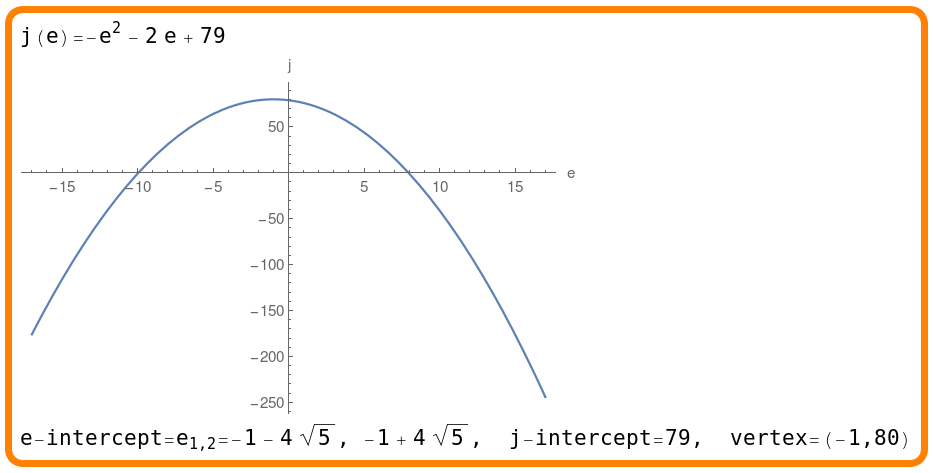 j(e)=-e² - 2 e + 79
j
50
-15 -10 -5 5 10 15 e
-50
-100
-150
-200
-250
e-intercept=e₁,₂=-1 - 4 √5, -1 + 4 √5, j-intercept=79, vertex=(-1,80)